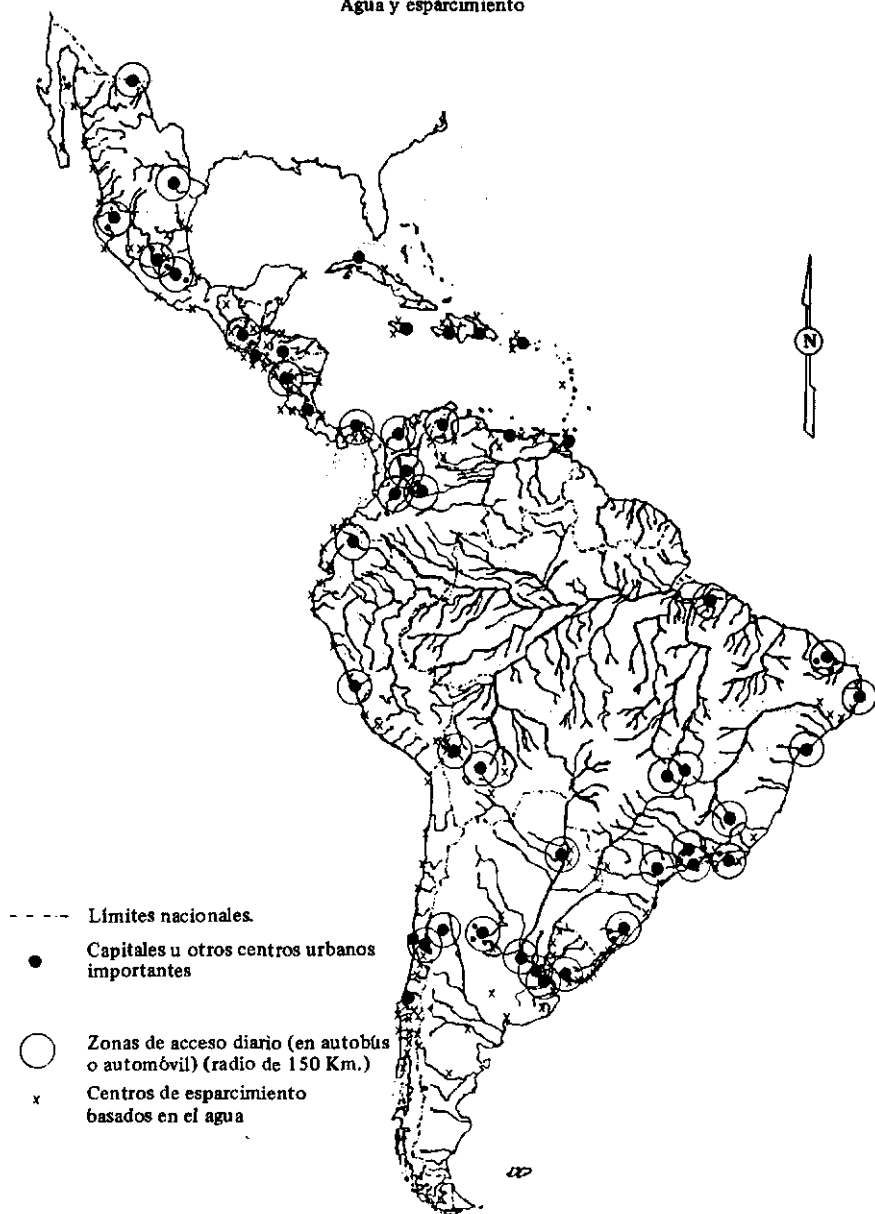 Agua y esparcimiento
N
Límites nacionales.
Capitales u otros centros urbanos
importantes
Zonas de acceso diario (en autobús
o automóvil) (radio de 150 Km.)
x Centros de esparcimiento
basados en el agua